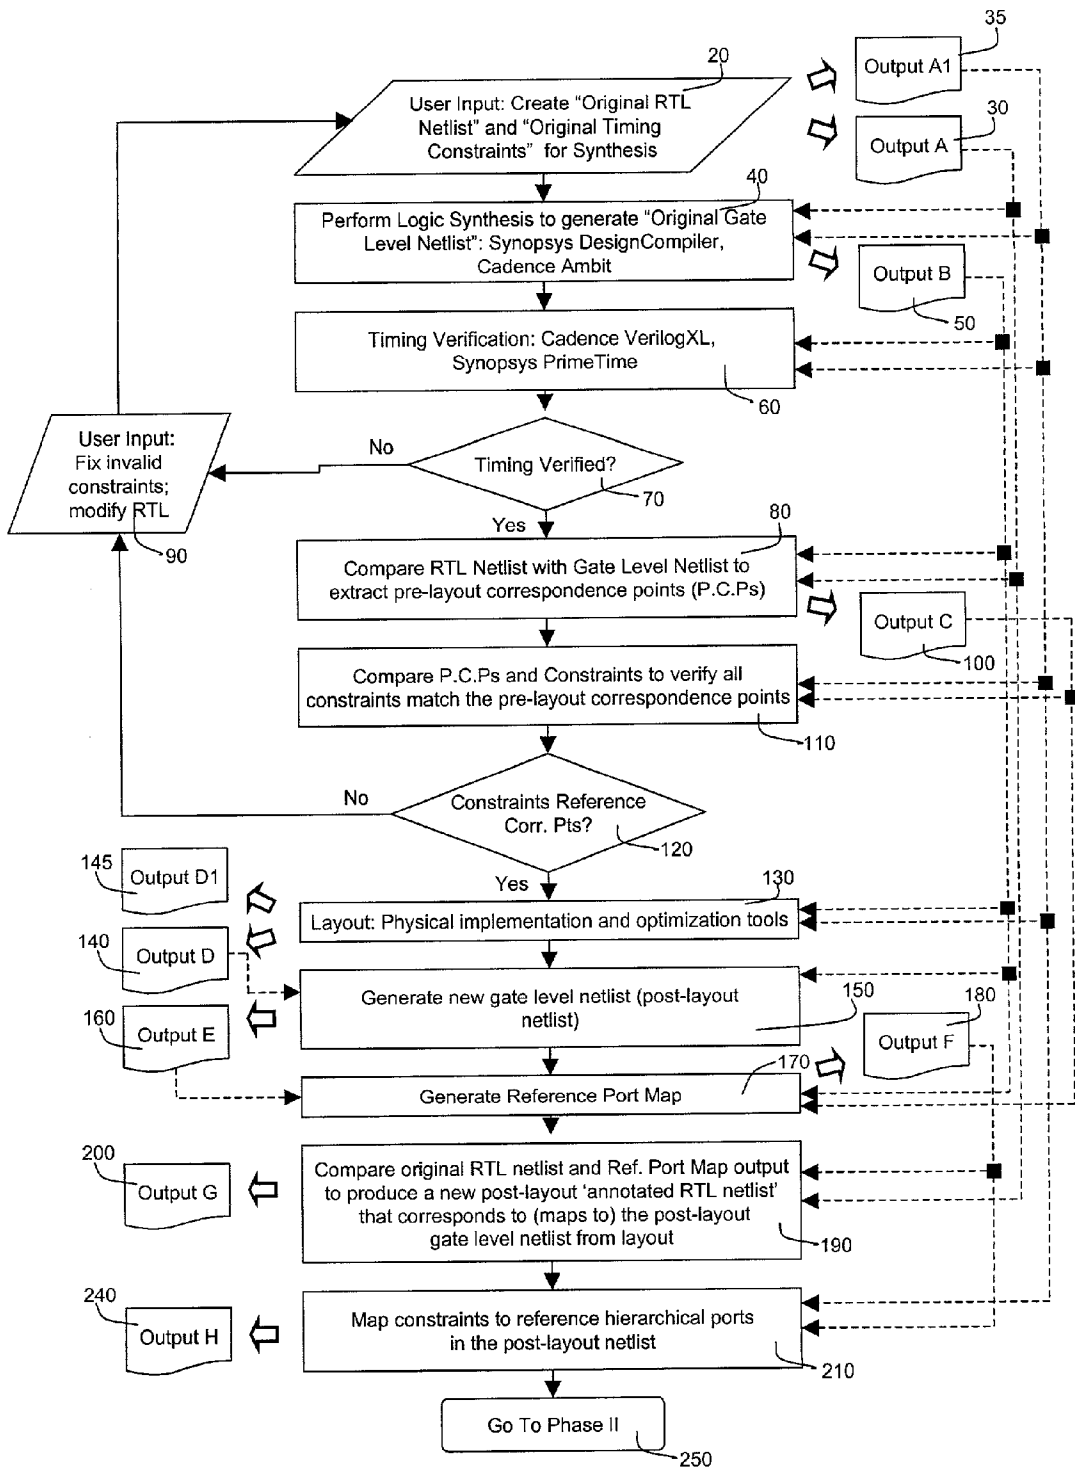 35
Output A1
20
User Input: Create “Original RTL
Netlist” and “Original Timing
Constraints” for Synthesis
30
Output A
40
Perform Logic Synthesis to generate “Original Gate
Level Netlist”: Synopsys DesignCompiler,
Cadence Ambit
Output B
50
Timing Verification: Cadence VerilogXL,
Synopsys PrimeTime
60
User Input:
Fix invalid
constraints;
modify RTL
90
No
Timing Verified?
70
Yes
80
Compare RTL Netlist with Gate Level Netlist to
extract pre-layout correspondence points (P.C.Ps)
Output C
100
Compare P.C.Ps and Constraints to verify all
constraints match the pre-layout correspondence points
110
No
Constraints Reference
Corr. Pts?
120
Yes
145
Output D1
130
Layout: Physical implementation and optimization tools
140
Output D
Generate new gate level netlist (post-layout
netlist)
150
160
Output E
180
Output F
170
Generate Reference Port Map
200
Output G
Compare original RTL netlist and Ref. Port Map output
to produce a new post-layout ‘annotated RTL netlist’
that corresponds to (maps to) the post-layout
gate level netlist from layout
190
240
Output H
Map constraints to reference hierarchical ports
in the post-layout netlist
210
Go To Phase II
250